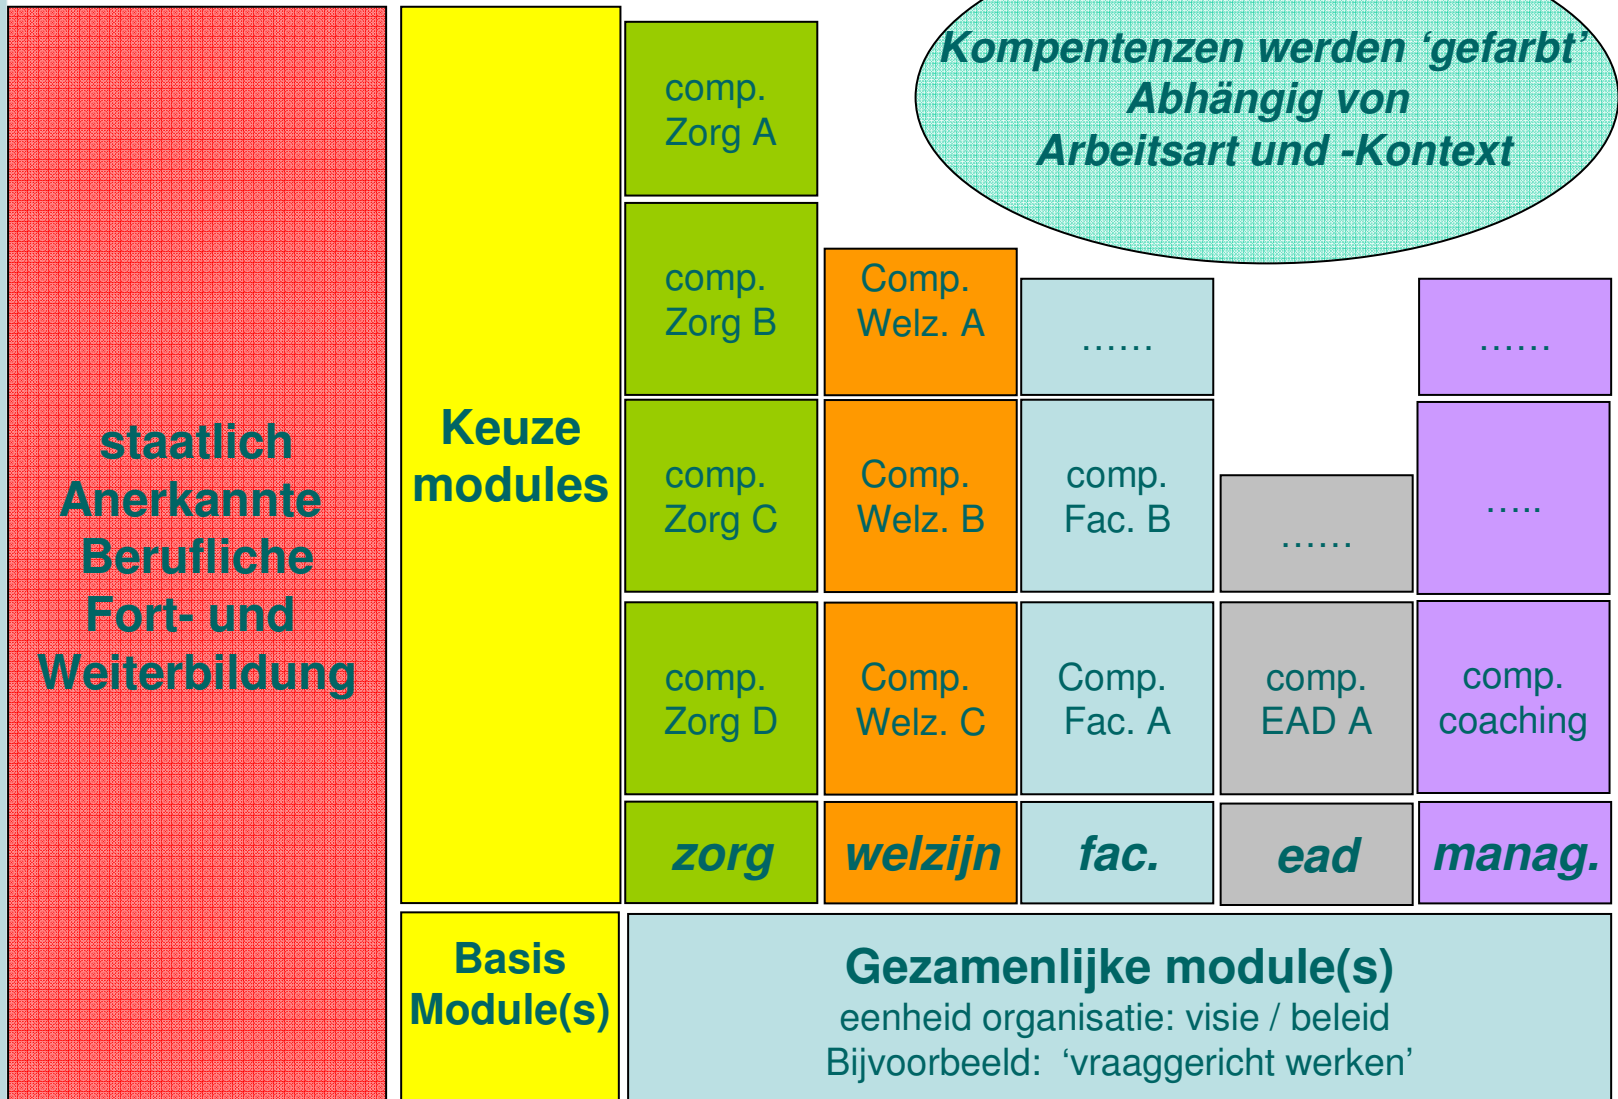 Kompentenzen werden ‘gefarbt’
Abhängig von
Arbeitsart und -Kontext
staatlich
Anerkannte
Berufliche
Fort- und
Weiterbildung
Keuze
modules
comp.
Zorg A
comp.
Zorg B
Comp.
Welz. A
……
……
comp.
Zorg C
Comp.
Welz. B
comp.
Fac. B
……
…..
comp.
Zorg D
Comp.
Welz. C
Comp.
Fac. A
comp.
EAD A
comp.
coaching
zorg
welzijn
fac.
ead
manag.
Basis
Module(s)
Gezamenlijke module(s)
eenheid organisatie: visie / beleid
Bijvoorbeeld: ‘vraaggericht werken’